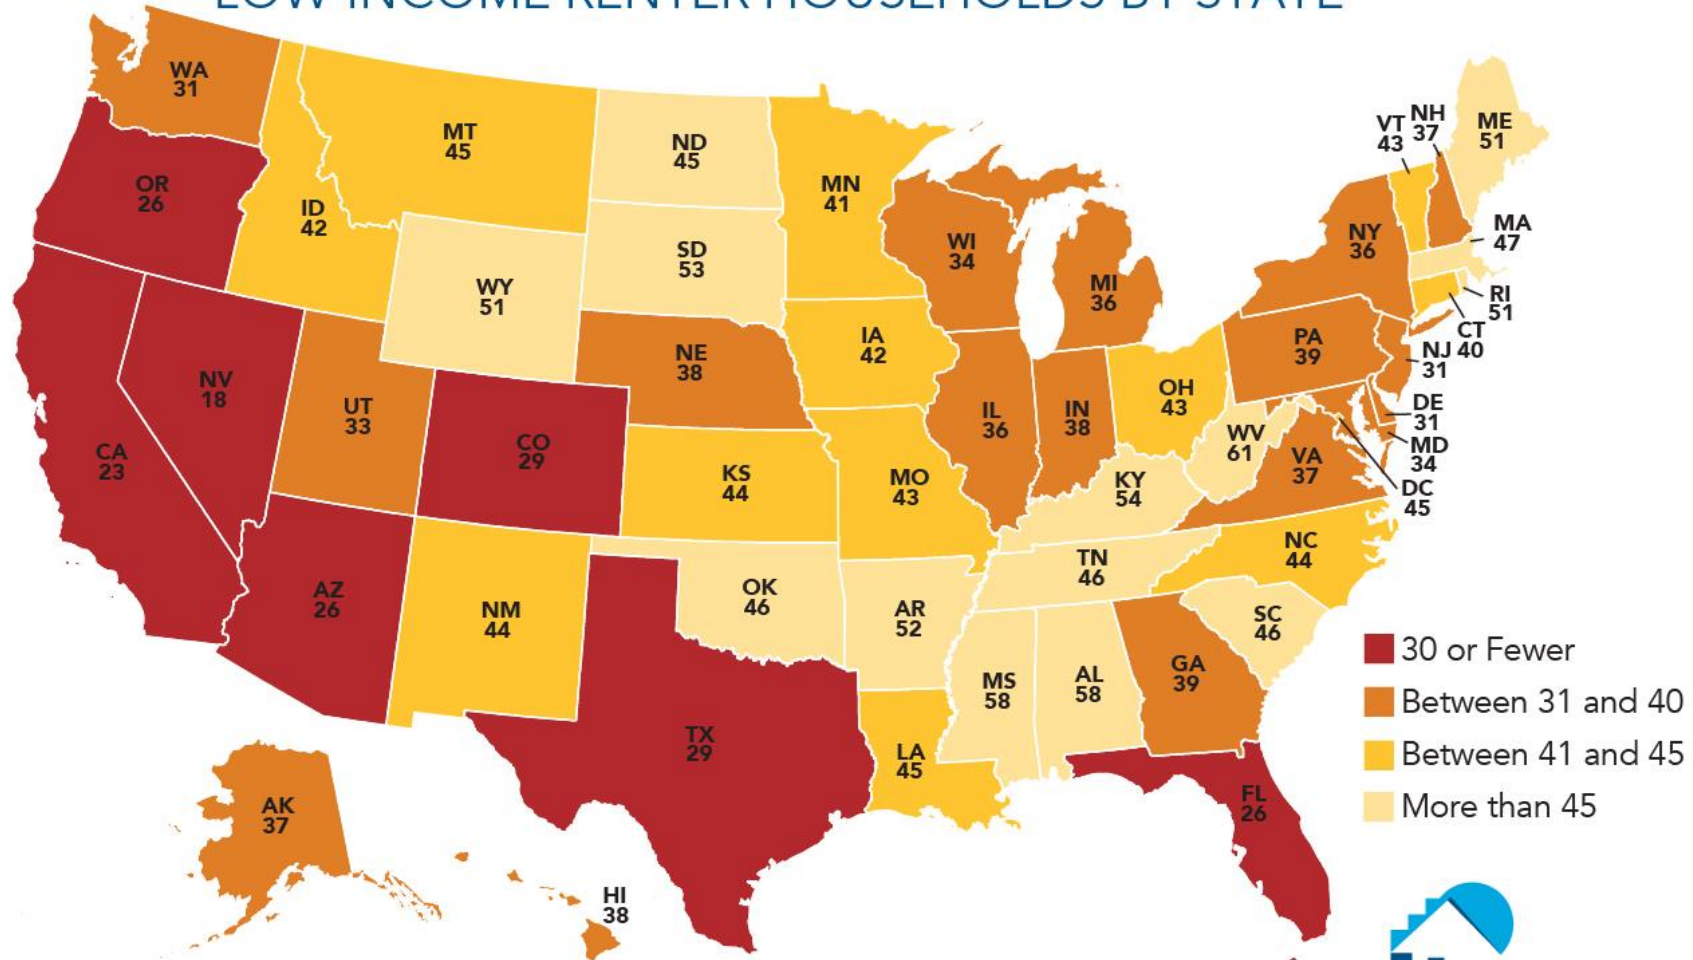 LOW INCOME RENTER HOUSEHOLDS BY STATE
WA
31
MT
45
ND
45
MN
41
VT
43
NH
37
ME
51
OR
26
ID
42
WY
51
SD
53
WI
34
MI
36
NY
36
MA
47
RI
51
CT
40
NJ
31
PA
39
DE
31
MD
34
DC
45
NV
18
UT
33
CO
29
NE
38
IA
42
IL
36
IN
38
OH
43
WV
61
VA
37
CA
23
KS
44
MO
43
KY
54
NC
44
TN
46
SC
46
AZ
26
NM
44
OK
46
AR
52
MS
58
AL
58
GA
39
TX
29
LA
45
FL
26
AK
37
HI
38
30 or Fewer
Between 31 and 40
Between 41 and 45
More than 45